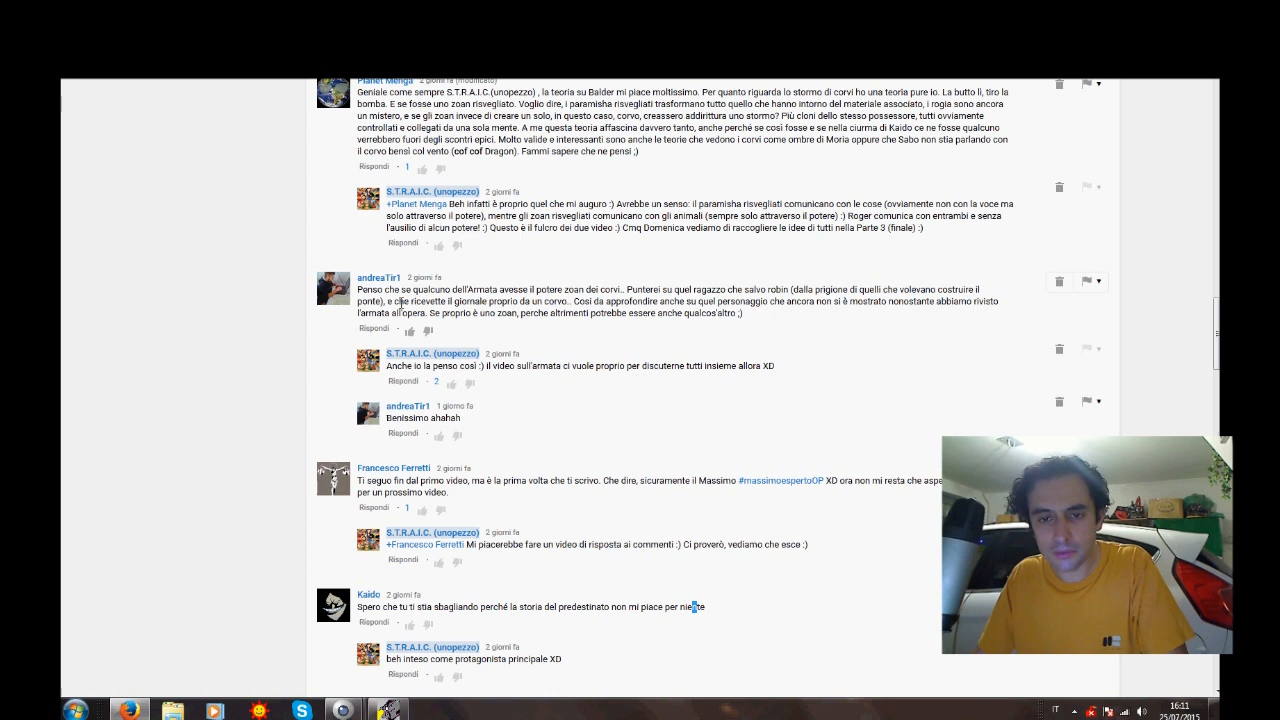 Planet Menga 2 giorni fa (modificato)
Geniale come sempre S.T.R.A.I.C.(unopezzo) , la teoria su Balder mi piace moltissimo. Per quanto riguarda lo stormo di corvi ho una teoria pure io. La butto lì, tiro la
bomba. E se fosse uno zoan risvegliato. Voglio dire, i paramisha risvegliati trasformano tutto quello che hanno intorno del materiale associato, i rogia sono ancora
un mistero, e se gli zoan invece di creare un solo, in questo caso, corvo, creassero addirittura uno stormo? Più cloni dello stesso possessore, tutti ovviamente
controllati e collegati da una sola mente. A me questa teoria affascina davvero tanto, anche perché se così fosse e se nella ciurma di Kaido ce ne fosse qualcuno
verrebbero fuori degli scontri epici. Molto valide e interessanti sono anche le teorie che vedono i corvi come ombre di Moria oppure che Sabo non stia parlando con
il corvo bensì col vento (cof cof Dragon). Fammi sapere che ne pensi ;)
Rispondi · 1
S.T.R.A.I.C. (unopezzo) 2 giorni fa
+Planet Menga Beh infatti è proprio quel che mi auguro :) Avrebbe un senso: il paramisha risvegliati comunicano con le cose (ovviamente non con la voce ma
solo attraverso il potere), mentre gli zoan risvegliati comunicano con gli animali (sempre solo attraverso il potere) :) Roger comunica con entrambi e senza
l'ausilio di alcun potere! :) Questo è il fulcro dei due video :) Cmq Domenica vediamo di raccogliere le idee di tutti nella Parte 3 (finale) :)
Rispondi ·
andreaTir1 2 giorni fa
Penso che se qualcuno dell'Armata avesse il potere zoan dei corvi.. Punterei su quel ragazzo che salvo robin (dalla prigione di quelli che volevano costruire il
ponte), e che ricevette il giornale proprio da un corvo.. Cosi da approfondire anche su quel personaggio che ancora non si è mostrato nonostante abbiamo rivisto
l'armata all'opera. Se proprio è uno zoan, perche altrimenti potrebbe essere anche qualcos'altro ;)
Rispondi ·
S.T.R.A.I.C. (unopezzo) 2 giorni fa
Anche io la penso così :) il video sull'armata ci vuole proprio per discuterne tutti insieme allora XD
Rispondi · 2
andreaTir1 1 giorno fa
Benissimo ahahah
Rispondi ·
Francesco Ferretti 2 giorni fa
Ti seguo fin dal primo video, ma è la prima volta che ti scrivo. Che dire, sicuramente il Massimo #massimoespertoOP XD ora non mi resta che aspe
per un prossimo video.
Rispondi · 1
S.T.R.A.I.C. (unopezzo) 2 giorni fa
+Francesco Ferretti Mi piacerebbe fare un video di risposta ai commenti :) Ci proverò, vediamo che esce :)
Rispondi ·
Kaido 2 giorni fa
Spero che tu ti stia sbagliando perché la storia del predestinato non mi piace per niente
Rispondi ·
S.T.R.A.I.C. (unopezzo) 2 giorni fa
beh inteso come protagonista principale XD
Rispondi ·
IT
16:11
25/07/2015